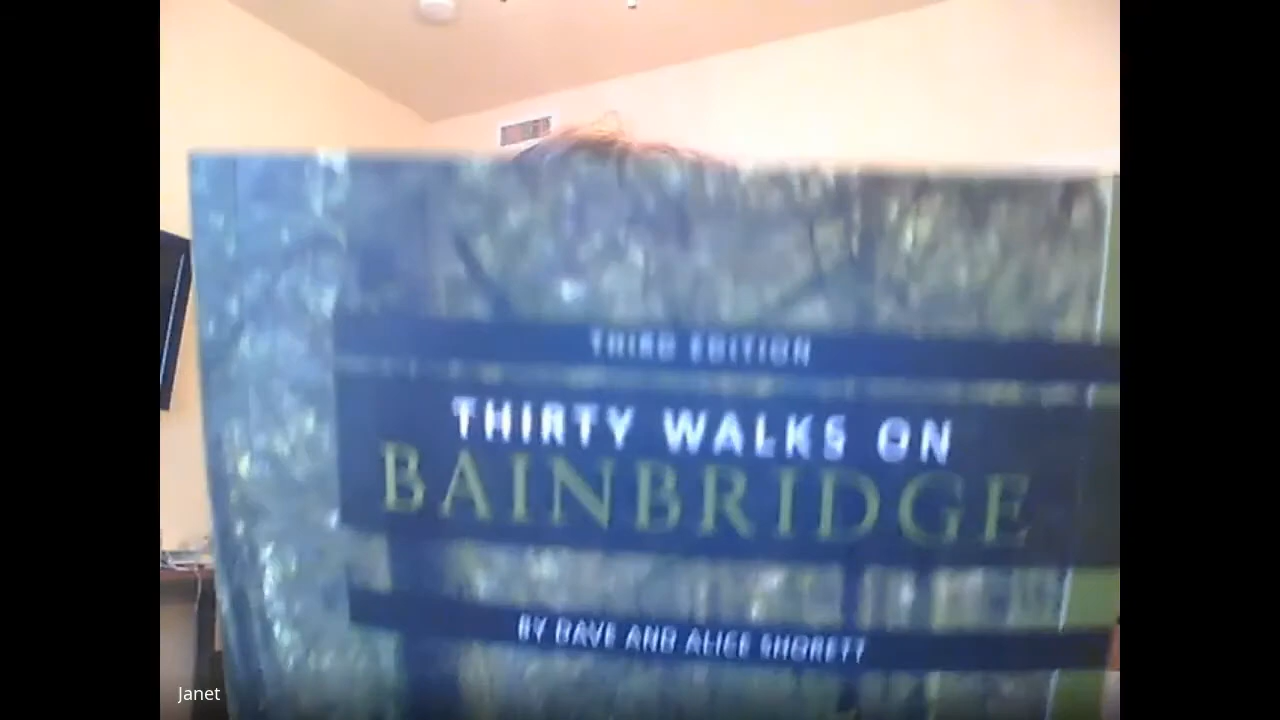 THIRD EDITION
THIRTY WALKS ON
BAINBRIDGE
BY DAVE AND ALICE SHORETT
Janet